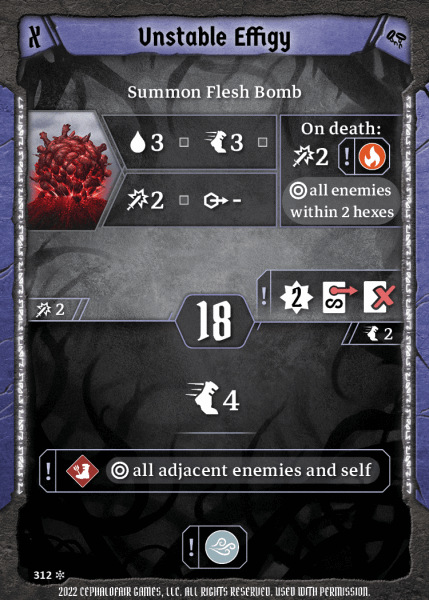 X
Unstable Effigy
Summon Flesh Bomb
3 3
2 -
On death:
2 !
all enemies
within 2 hexes
! 2
2
18
2
4
! all adjacent enemies and self
!
312
2022 CEPHALOFAIR GAMES, LLC. ALL RIGHTS RESERVED. USED WITH PERMISSION.